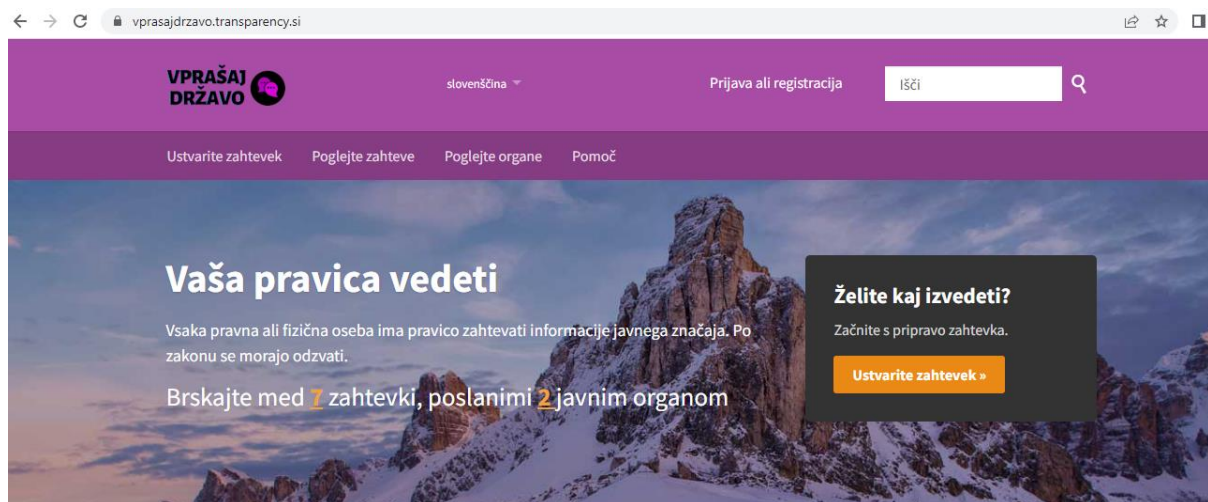 vprasajdrzavo.transparency.si
VPRAŠAJ
DRŽAVO
slovenščina
Prijava ali registracija
Išči
Ustvarite zahtevek Poglejte zahteve Poglejte organe Pomoč
Vaša pravica vedeti
Vsaka pravna ali fizična oseba ima pravico zahtevati informacije javnega značaja. Po
zakonu se morajo odzvati.
Brskajte med 7 zahtevki, poslanimi 2 javnim organom
Želite kaj izvedeti?
Začnite s pripravo zahtevka.
Ustvarite zahtevek »